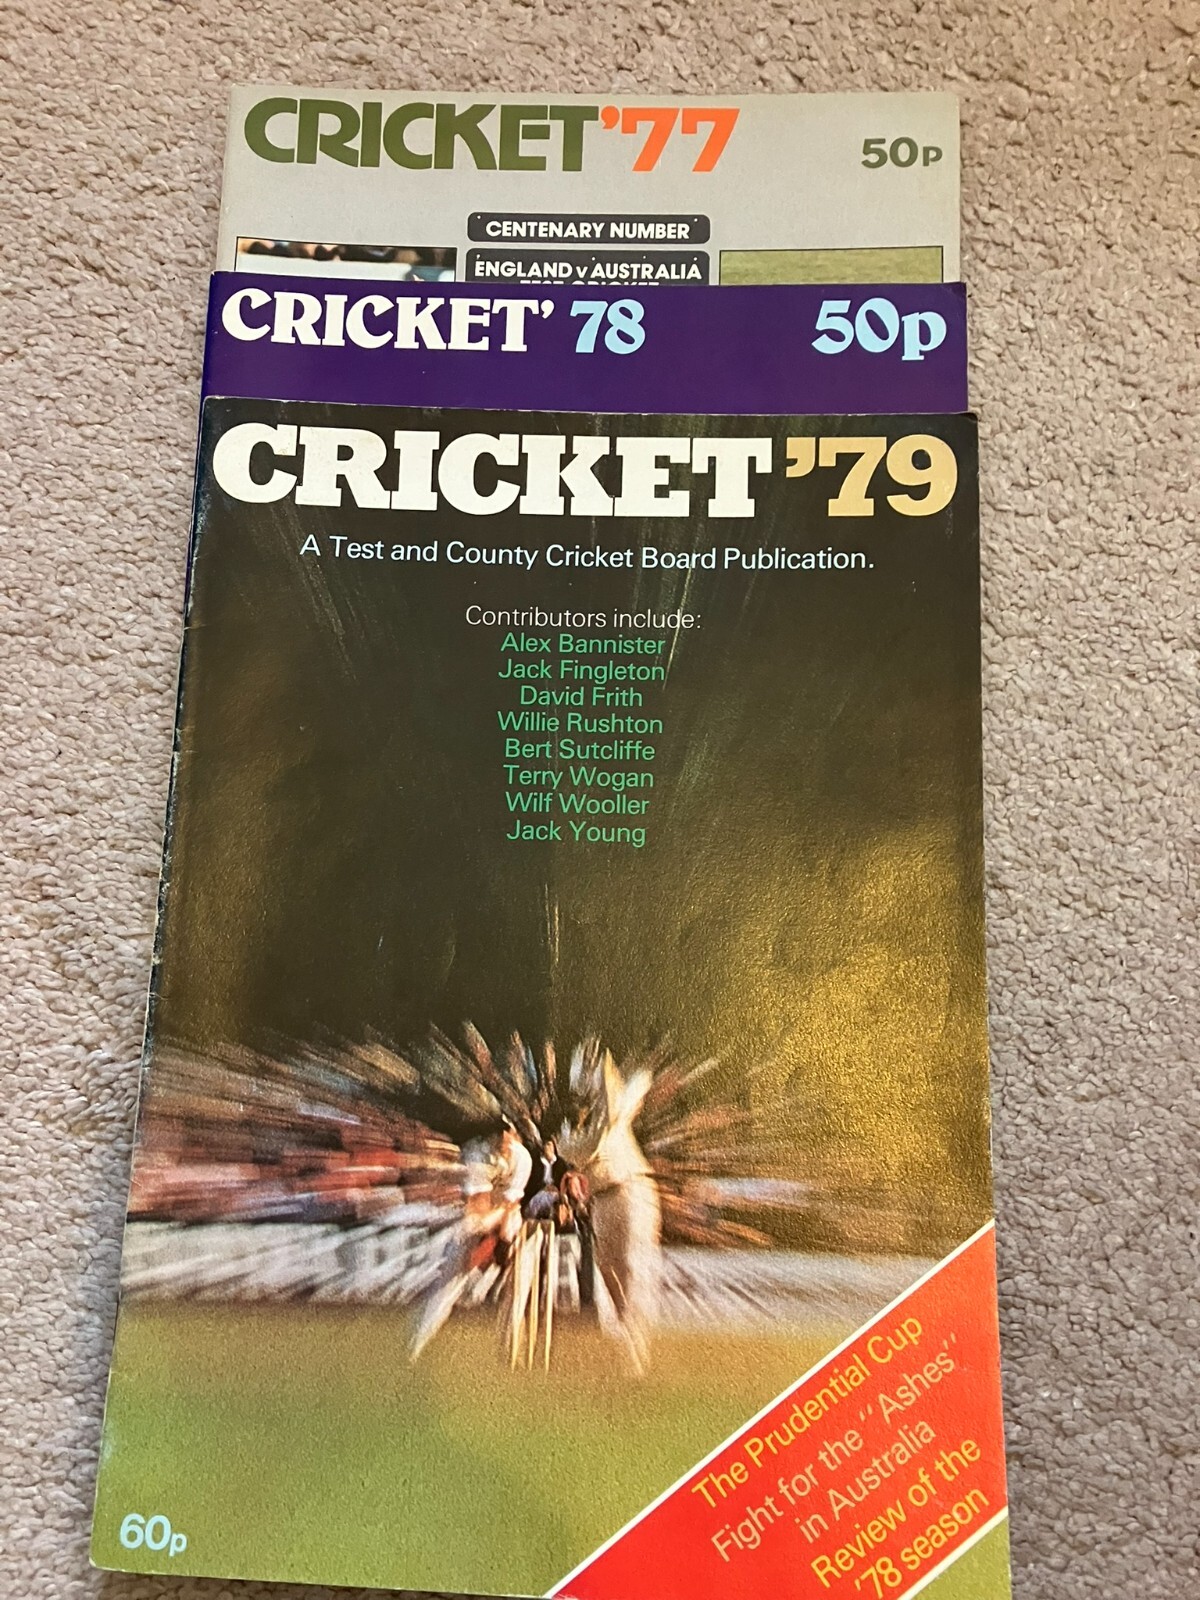 CRICKET '77
50p
CENTENARY NUMBER
ENGLAND v AUSTRALIA
TEST CRICKET
CRICKET' 78
50p
CRICKET '79
A Test and County Cricket Board Publication.
Contributors include:
Alex Bannister
Jack Fingleton
David Frith
Willie Rushton
Bert Sutcliffe
Terry Wogan
Wilf Wooller
Jack Young
The Prudential Cup
Fight for the "Ashes"
in Australia
Review of the
'78 season
60p